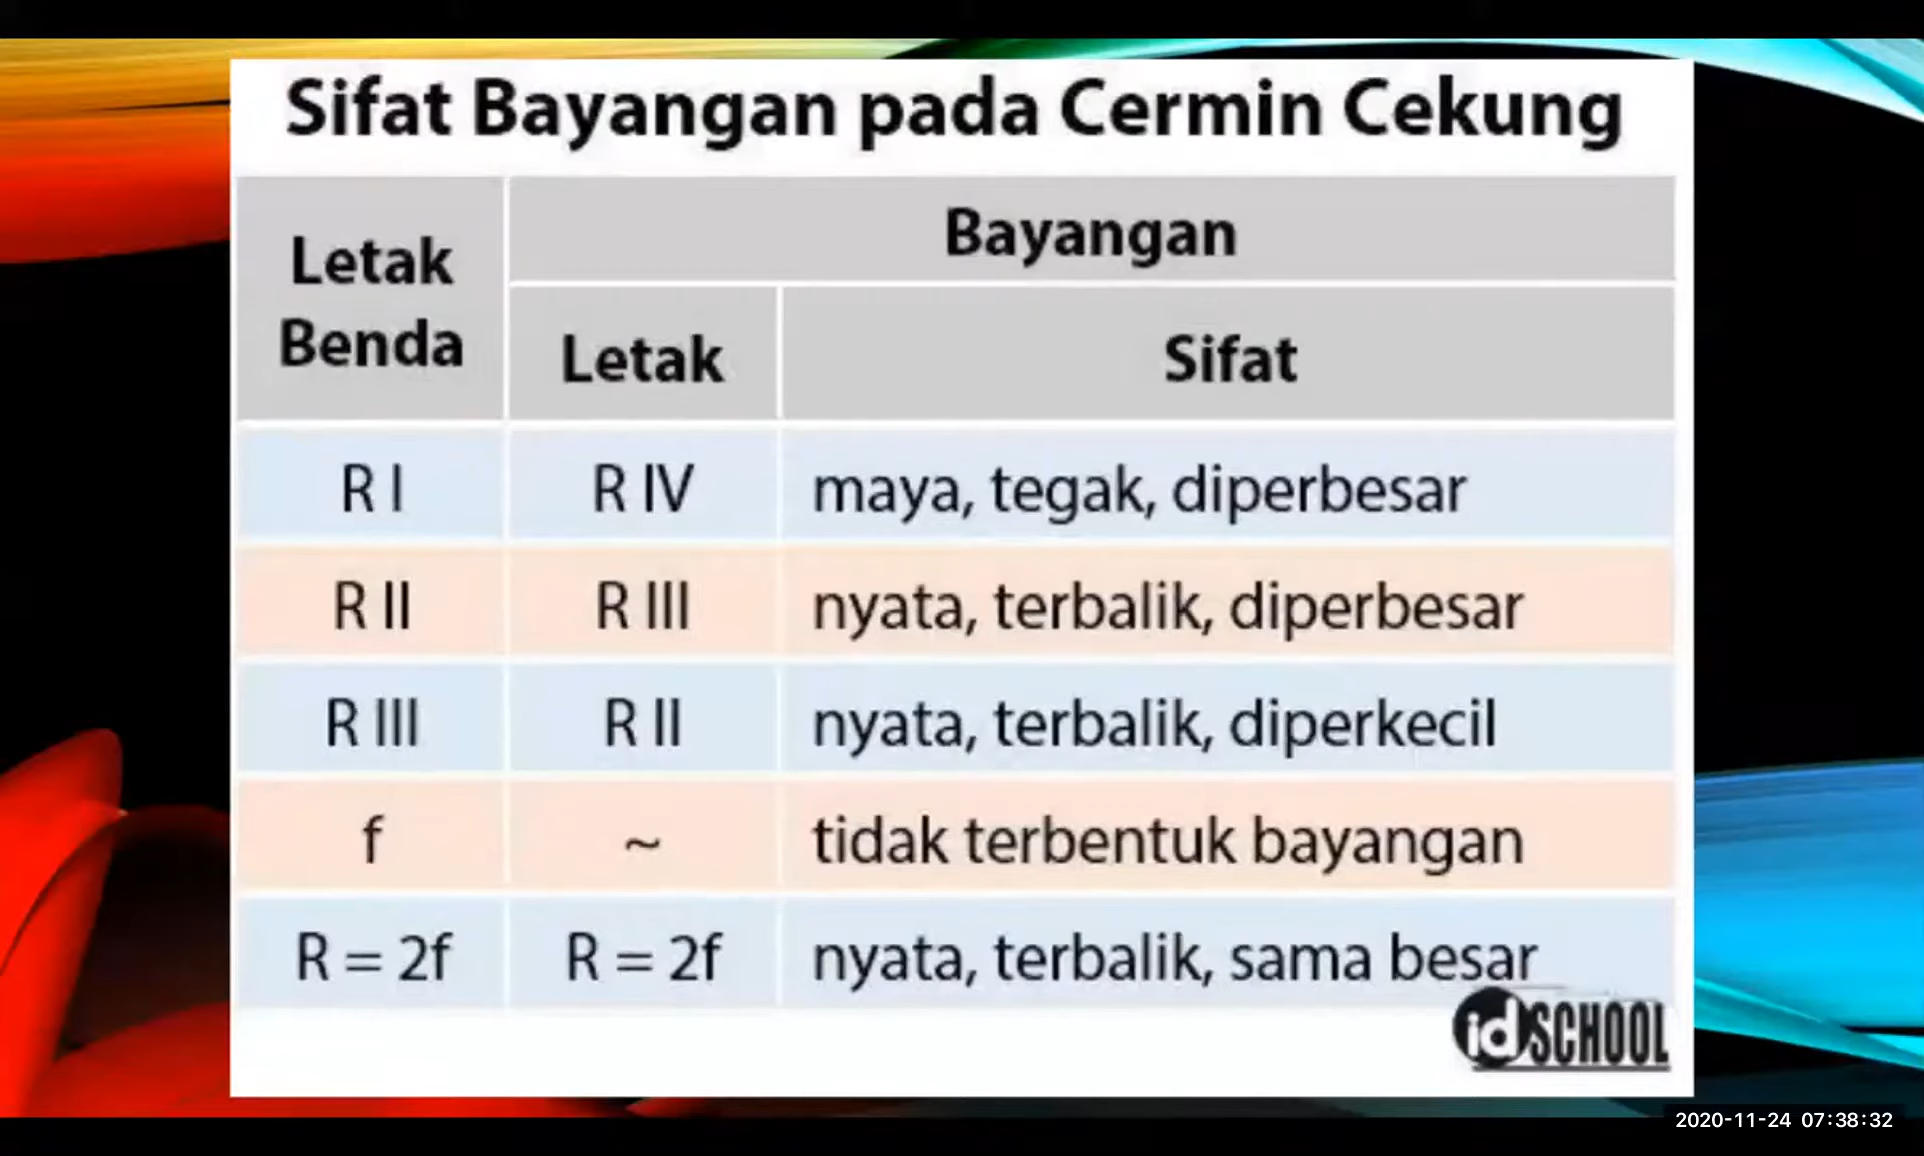 Sifat Bayangan pada Cermin Cekung
Letak
Benda
Bayangan
Letak
Sifat
R I
R IV
maya, tegak, diperbesar
R II
R III
nyata, terbalik, diperbesar
R III
R II
nyata, terbalik, diperkecil
f
~
tidak terbentuk bayangan
R = 2f
R = 2f
nyata, terbalik, sama besar
idSCHOOL
2020-11-24 07:38:32